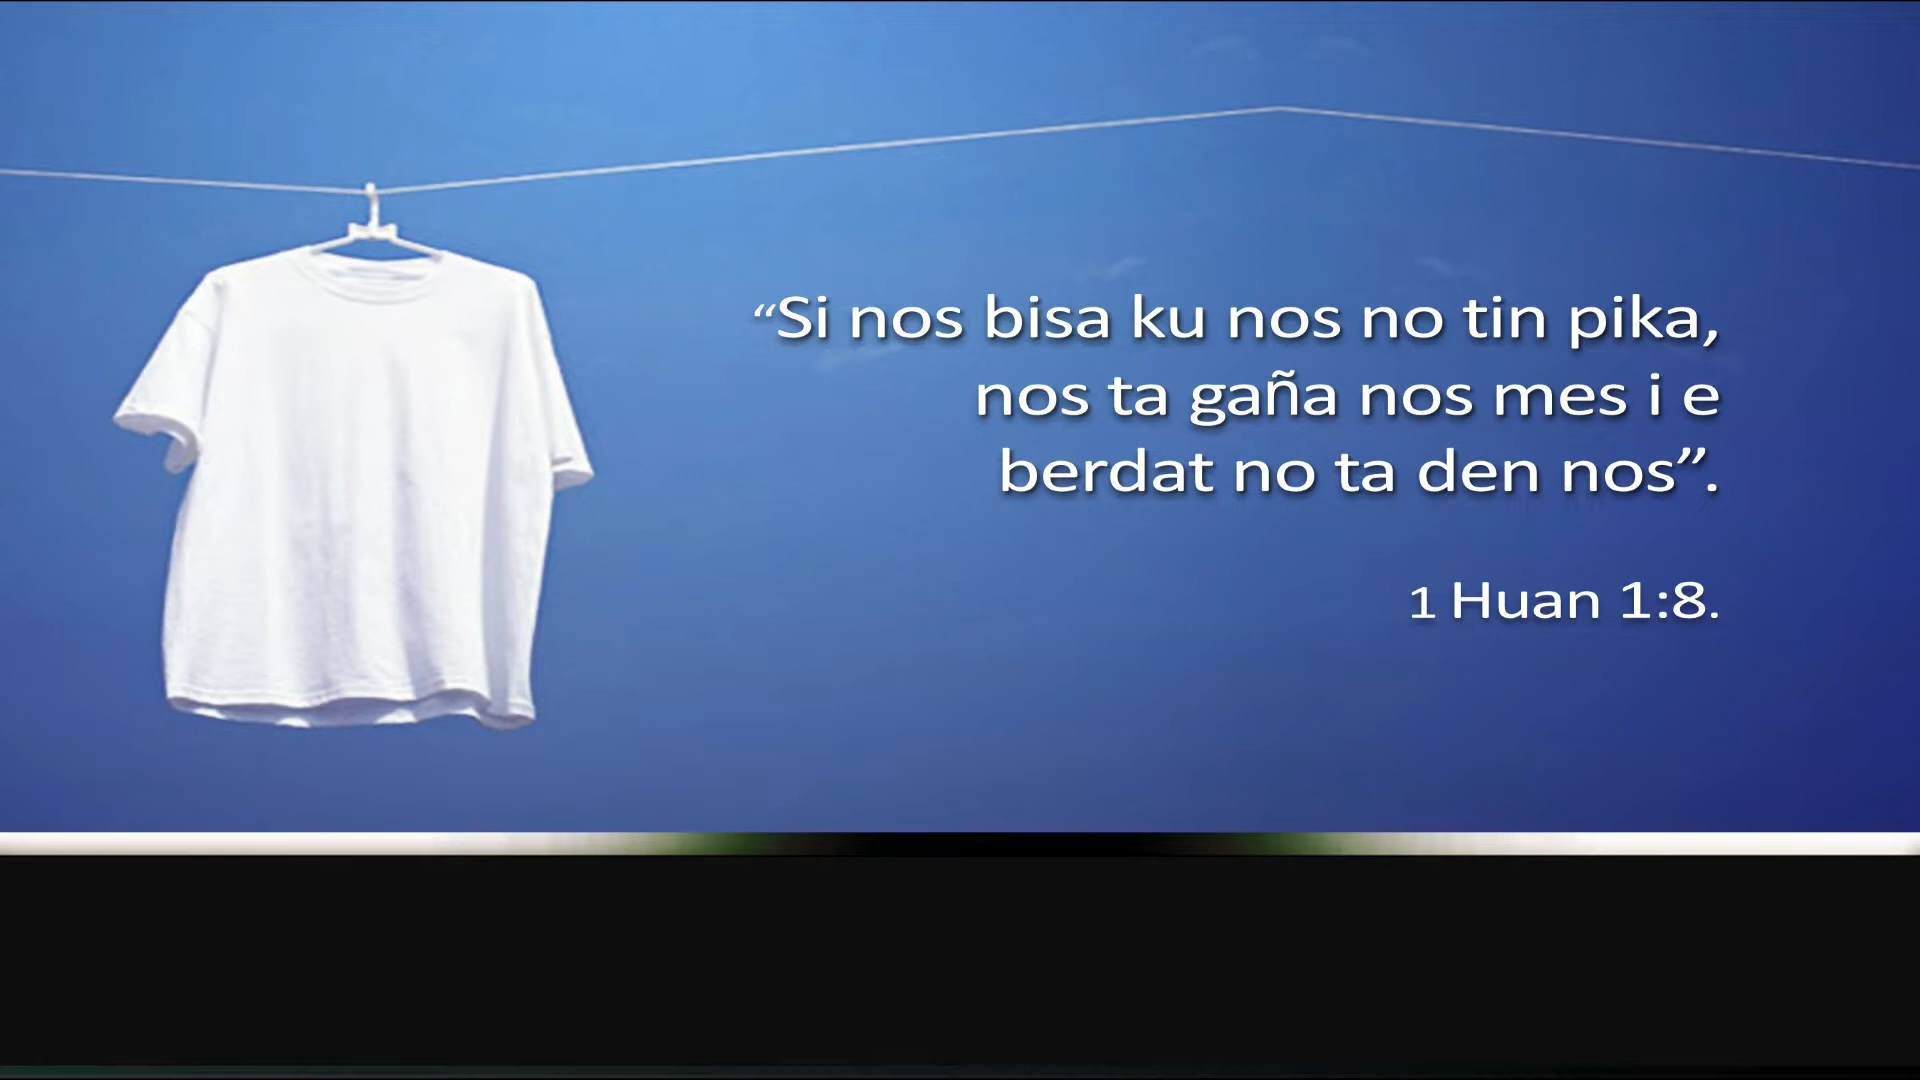 “Si nos bisa ku nos no tin pika,
nos ta gaña nos mes i e
berdat no ta den nos”.
1 Huan 1:8.